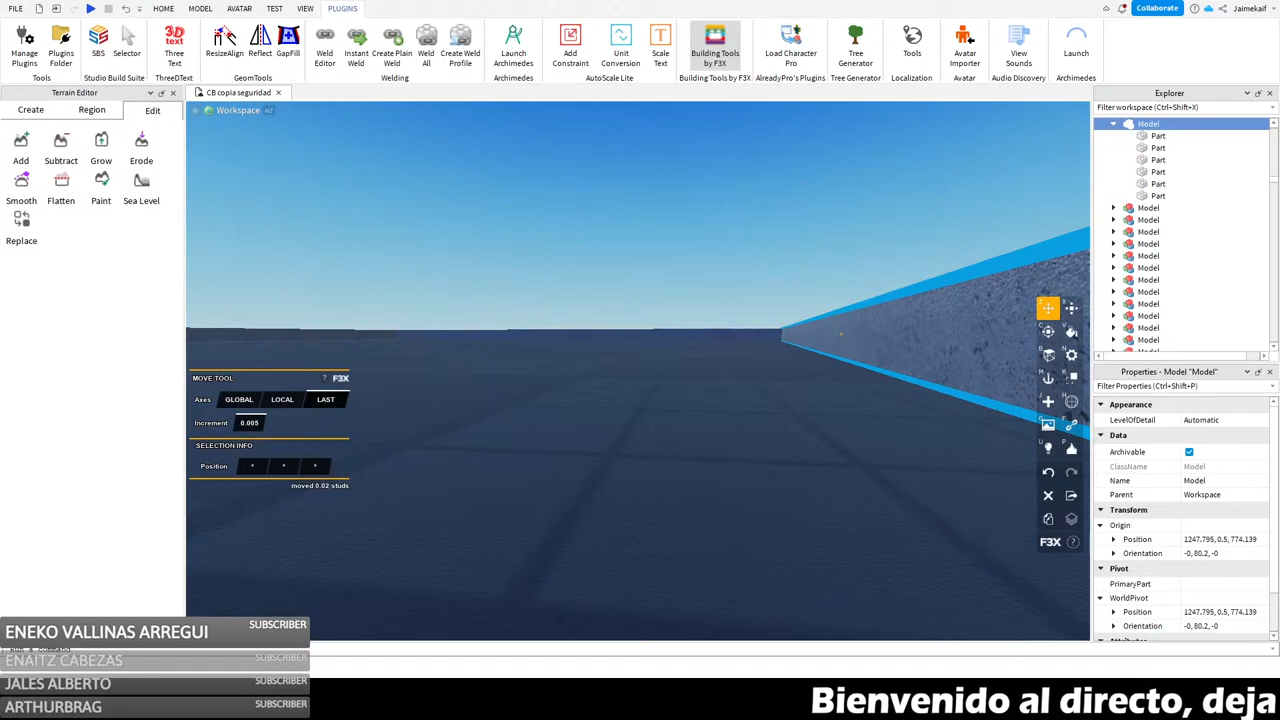 FILE
HOME
MODEL
AVATAR
TEST
VIEW
PLUGINS
Collaborate
Jaimekaif
Manage Plugins
Plugins Folder
Tools
SBS
Selector
Studio Build Suite
3D text
Three Text
ThreeDText
ResizeAlign
Reflect
GapFill
GeomTools
Weld Editor
Instant Weld
Create Plain Weld
Weld All
Create Weld Profile
Welding
Launch Archimedes
Archimedes
Add Constraint
Unit Conversion
Scale Text
AutoScale Lite
Building Tools by F3X
Building Tools by F3X
Load Character Pro
AlreadyPro's Plugins
Tree Generator
Tree Generator
Tools
Localization
Avatar Importer
Avatar
View Sounds
Audio Discovery
Launch
Archimedes
Terrain Editor
Create
Region
Edit
Add
Subtract
Grow
Erode
Smooth
Flatten
Paint
Sea Level
Replace
CB copia seguridad
Workspace
MOVE TOOL
? F3X
Axes
GLOBAL
LOCAL
LAST
Increment
0.005
SELECTION INFO
Position
* * *
moved 0.02 studs
F3X
Explorer
Filter workspace (Ctrl+Shift+X)
Model
Part
Part
Part
Part
Part
Part
Model
Model
Model
Model
Model
Model
Model
Model
Model
Model
Model
Model
Properties - Model "Model"
Filter Properties (Ctrl+Shift+P)
Appearance
LevelOfDetail Automatic
Data
Archivable
ClassName Model
Name Model
Parent Workspace
Transform
Origin
Position 1247.795, 0.5, 774.139
Orientation -0, 80.2, -0
Pivot
PrimaryPart
WorldPivot
Position 1247.795, 0.5, 774.139
Orientation -0, 80.2, -0
ENEKO VALLINAS ARREGUI SUBSCRIBER
ENAITZ CABEZAS SUBSCRIBER
JALES ALBERTO SUBSCRIBER
ARTHURBRAG SUBSCRIBER
Bienvenido al directo, deja